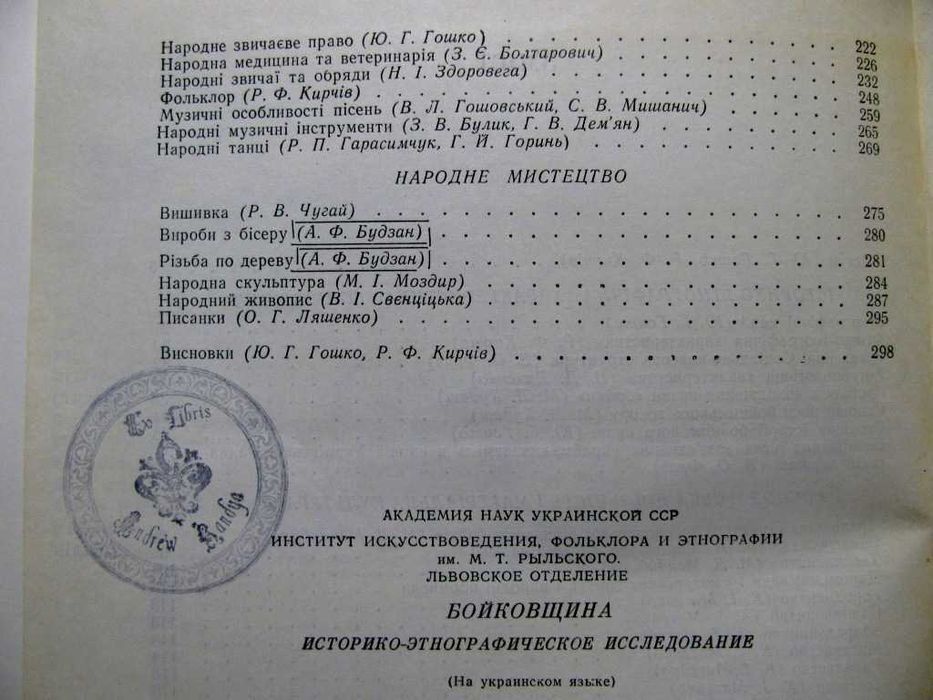 Народне звичаєве право (Ю. Г. Гошко) . . . . . . . . . . . . . . 222
Народна медицина та ветеринарія (З. Є. Болтарович) . . . . . . . . . . 226
Народні звичаї та обряди (Н. І. Здоровега) . . . . . . . . . . . . . 232
Фольклор (Р. Ф. Кирчів) . . . . . . . . . . . . . . . . . . 248
Музичні особливості пісень (В. Л. Гошовський, С. В. Мишанич) . . . . . . 259
Народні музичні інструменти (З. В. Булик, Г. В. Дем'ян) . . . . . . . . 265
Народні танці (Р. П. Гарасимчук, Г. Й. Горинь) . . . . . . . . . . . 269
НАРОДНЕ МИСТЕЦТВО
Вишивка (Р. В. Чугай) . . . . . . . . . . . . . . . . . . . 275
Вироби з бісеру (А. Ф. Будзан) . . . . . . . . . . . . . . . . 280
Різьба по дереву (А. Ф. Будзан) . . . . . . . . . . . . . . . . 281
Народна скульптура (М. І. Моздир) . . . . . . . . . . . . . . . 284
Народний живопис (В. І. Свєнціцька) . . . . . . . . . . . . . . 287
Писанки (О. Г. Ляшенко) . . . . . . . . . . . . . . . . . . 295
Висновки (Ю. Г. Гошко, Р. Ф. Кирчів) . . . . . . . . . . . . . . 298
Ex Libris
Andrew
АКАДЕМИЯ НАУК УКРАИНСКОЙ ССР
ИНСТИТУТ ИСКУССТВОВЕДЕНИЯ, ФОЛЬКЛОРА И ЭТНОГРАФИИ
им. М. Т. РЫЛЬСКОГО.
ЛЬВОВСКОЕ ОТДЕЛЕНИЕ
БОЙКОВЩИНА
ИСТОРИКО-ЭТНОГРАФИЧЕСКОЕ ИССЛЕДОВАНИЕ
(На украинском языке)